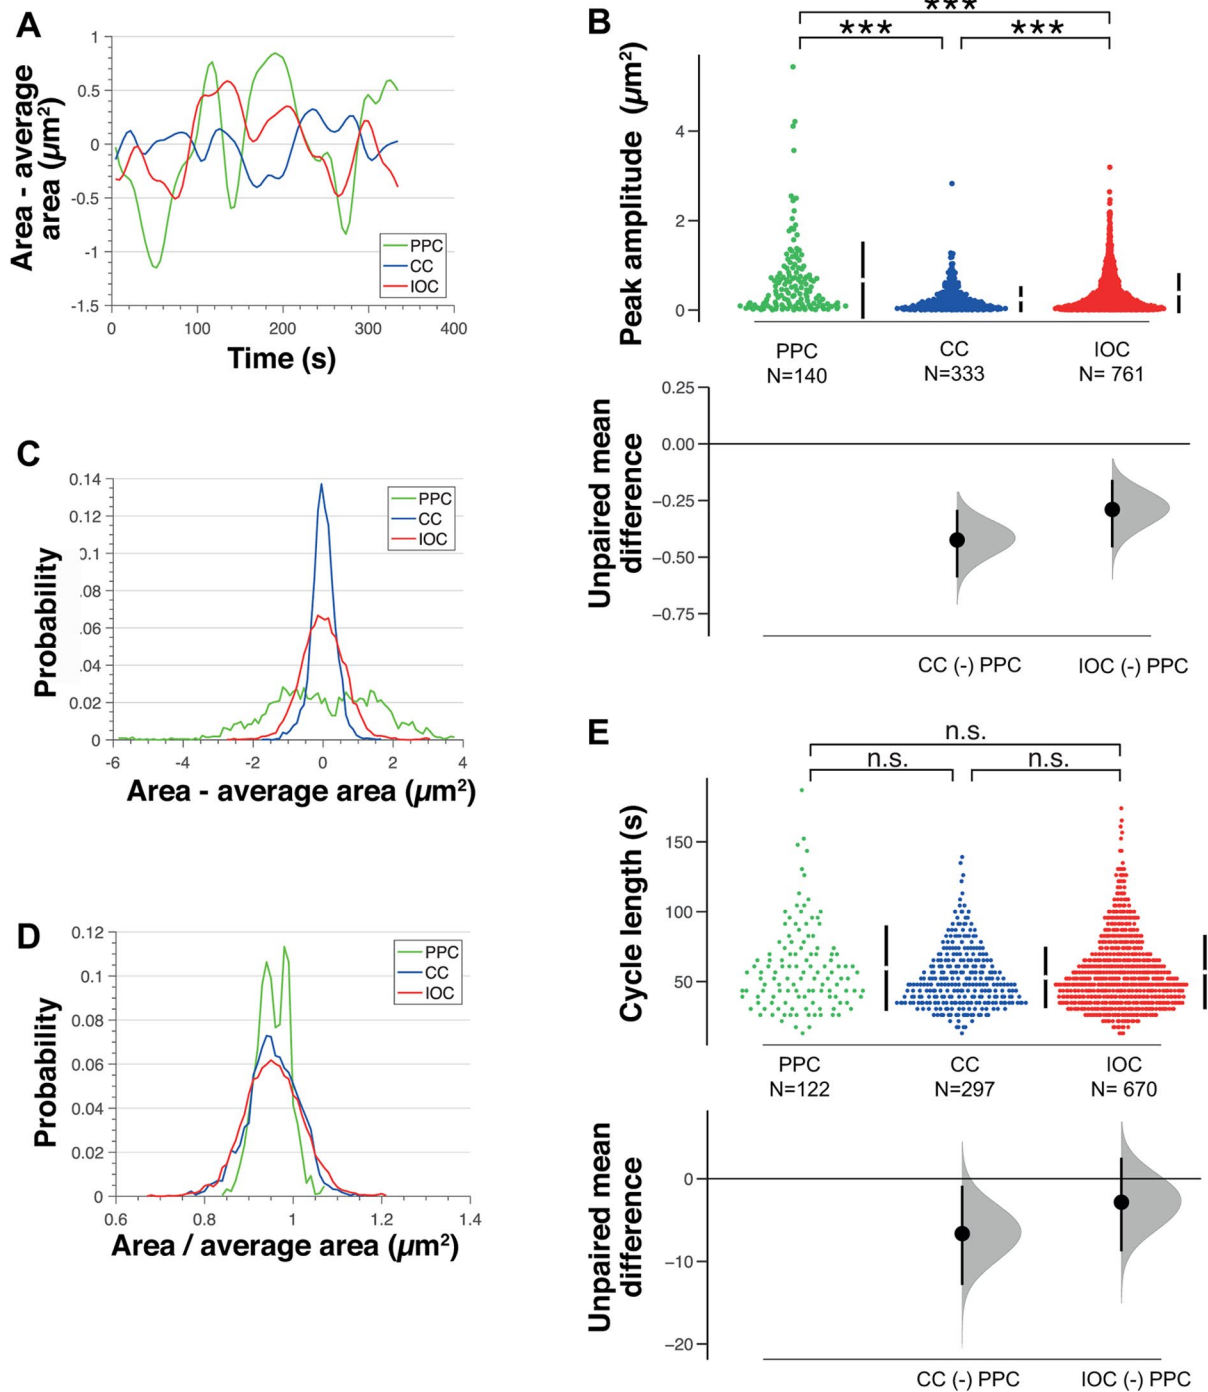 A
Area - average
area (µm²)
1
0.5
0
-0.5
-1
-1.5
PPC
CC
IOC
0
100
200
300
400
Time (s)
B
***
***
***
Peak amplitude (µm²)
4
2
0
PPC
N=140
CC
N=333
IOC
N= 761
Unpaired mean
difference
0.25
0.00
−0.25
−0.50
−0.75
CC (-) PPC
IOC (-) PPC
C
Probability
0.14
0.12
0.1
.08
.06
0.04
0.02
0
PPC
CC
IOC
-6
-4
-2
0
2
4
Area - average area (µm²)
D
Probability
0.12
0.1
0.08
0.06
0.04
0.02
0
PPC
CC
IOC
0.6
0.8
1
1.2
1.4
Area / average area (µm²)
E
n.s.
n.s.
n.s.
Cycle length (s)
150
100
50
PPC
N=122
CC
N=297
IOC
N= 670
Unpaired mean
difference
0
−10
−20
CC (-) PPC
IOC (-) PPC